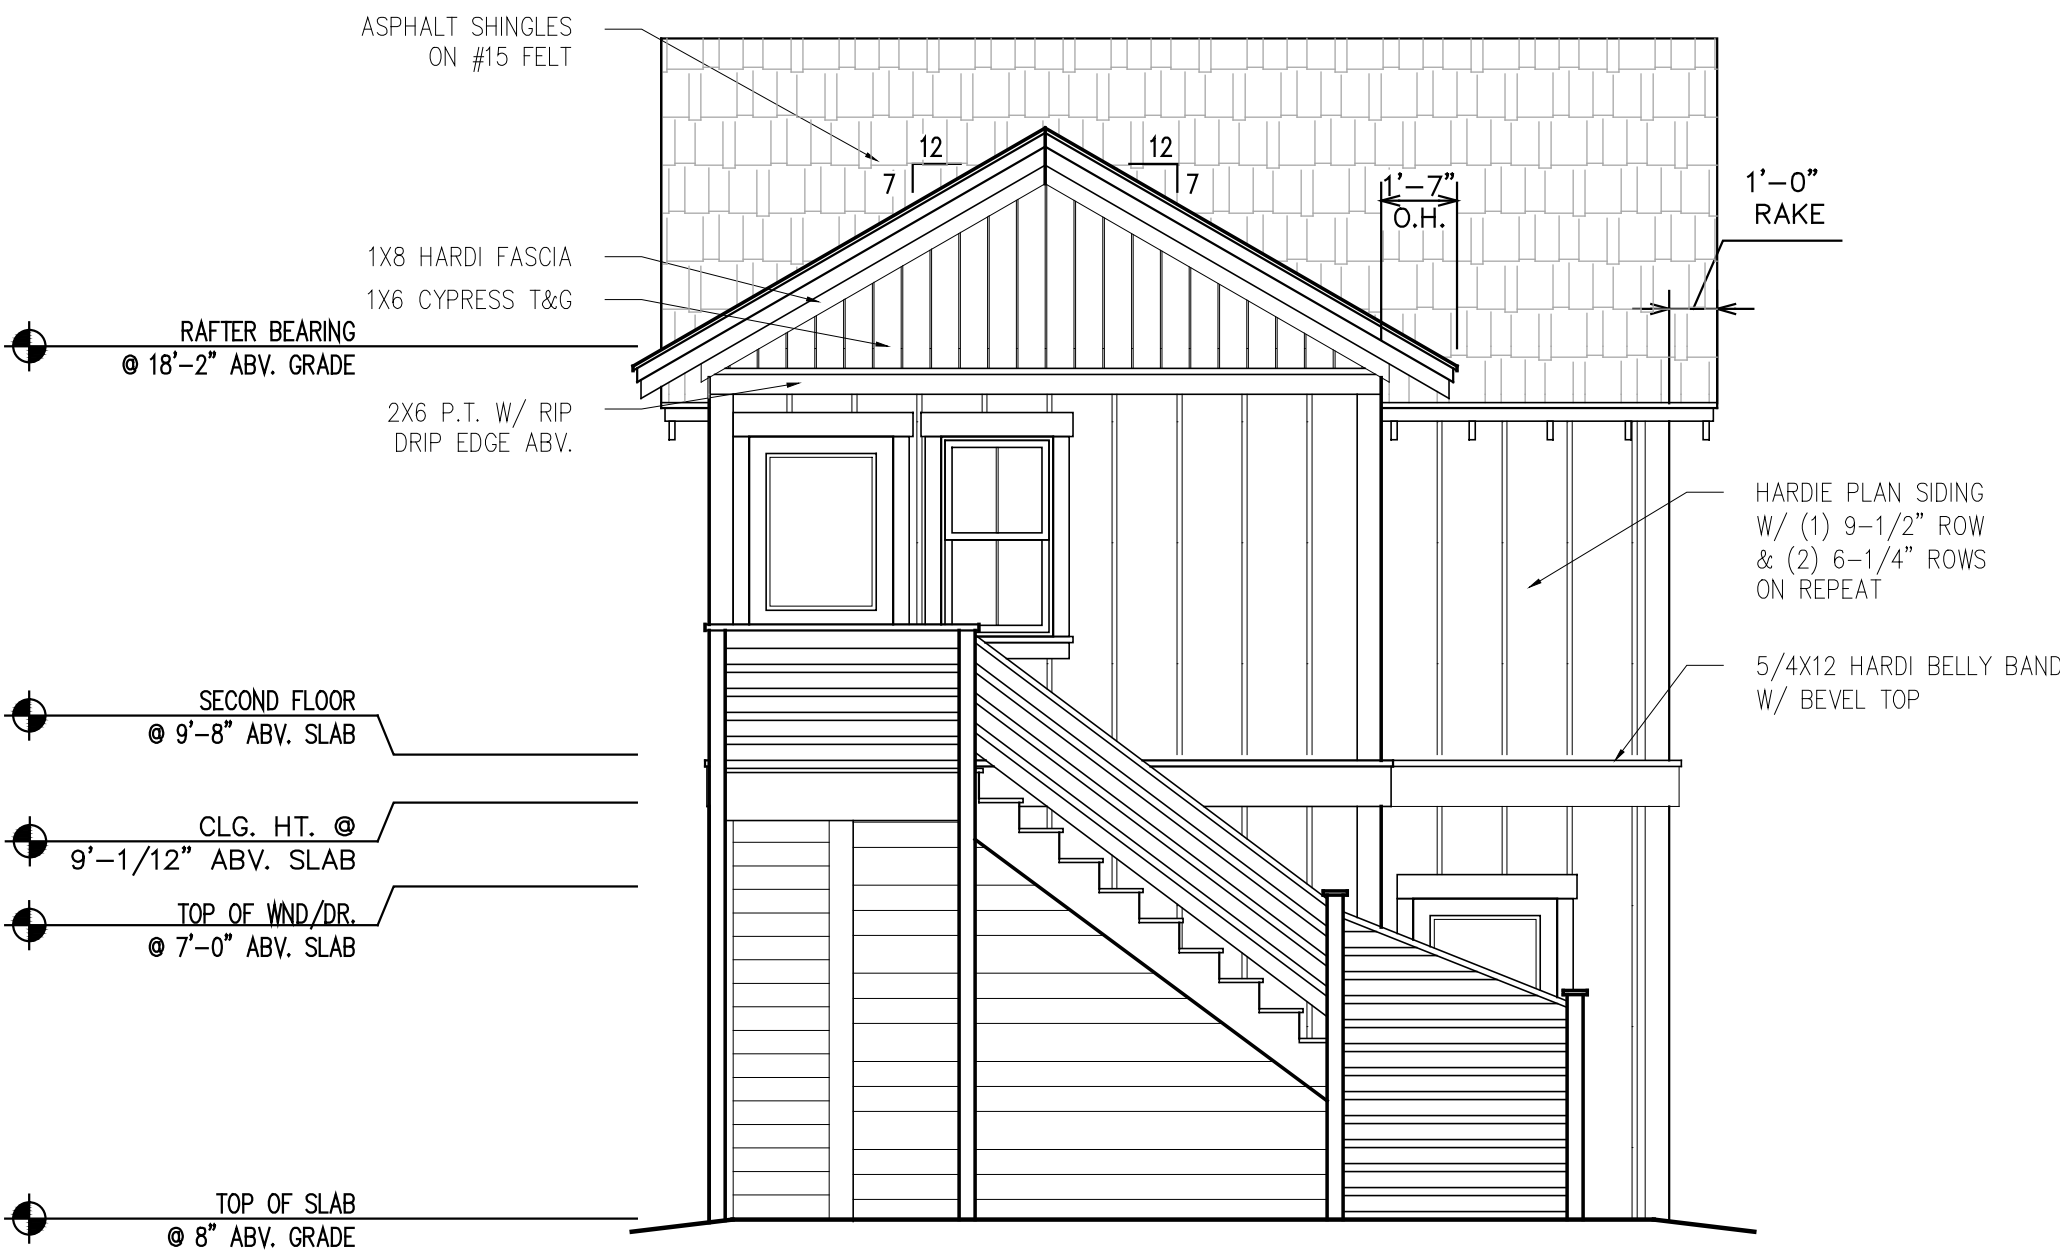 ASPHALT SHINGLES
ON #15 FELT
12
7
12
7
1'-7"
O.H.
1'-0"
RAKE
1X8 HARDI FASCIA
1X6 CYPRESS T&G
RAFTER BEARING
@ 18'-2" ABV. GRADE
2X6 P.T. W/ RIP
DRIP EDGE ABV.
HARDIE PLAN SIDING
W/ (1) 9-1/2" ROW
& (2) 6-1/4" ROWS
ON REPEAT
5/4X12 HARDI BELLY BAND
W/ BEVEL TOP
SECOND FLOOR
@ 9'-8" ABV. SLAB
CLG. HT. @
9'-1/12" ABV. SLAB
TOP OF WND/DR.
@ 7'-0" ABV. SLAB
TOP OF SLAB
@ 8" ABV. GRADE